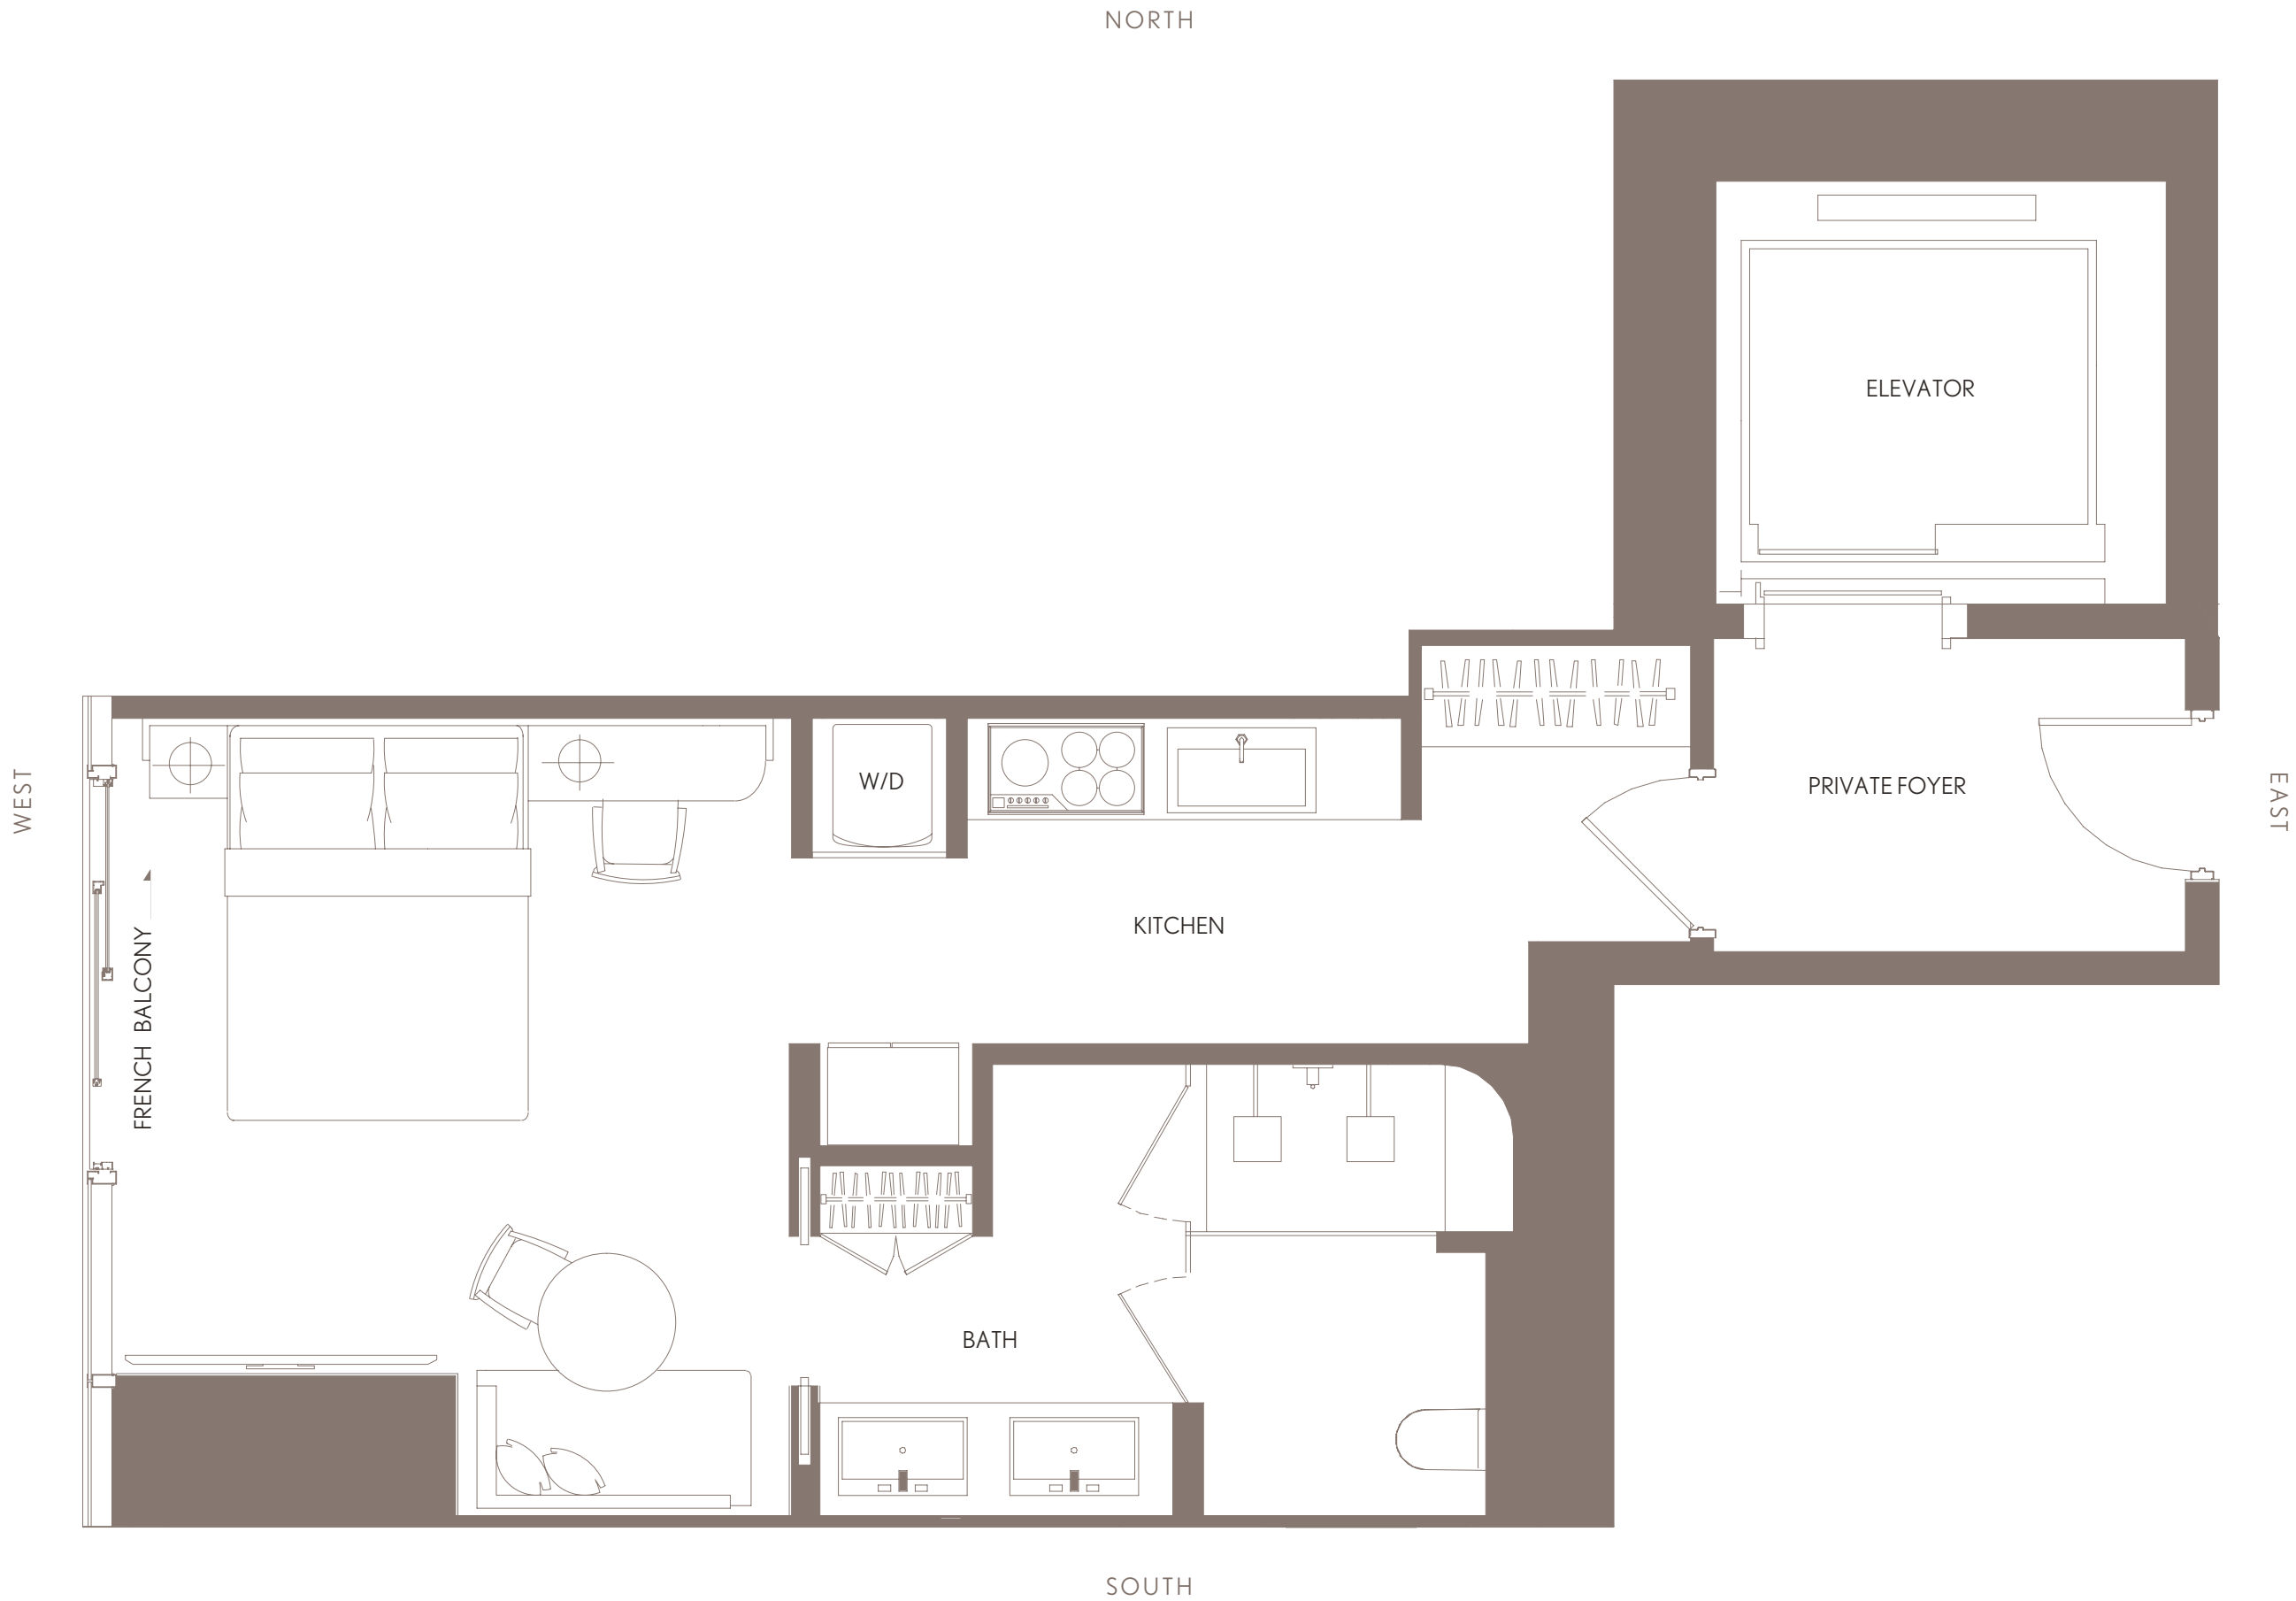 NORTH
ELEVATOR
WEST
W/D
PRIVATE FOYER
EAST
KITCHEN
FRENCH BALCONY
BATH
SOUTH